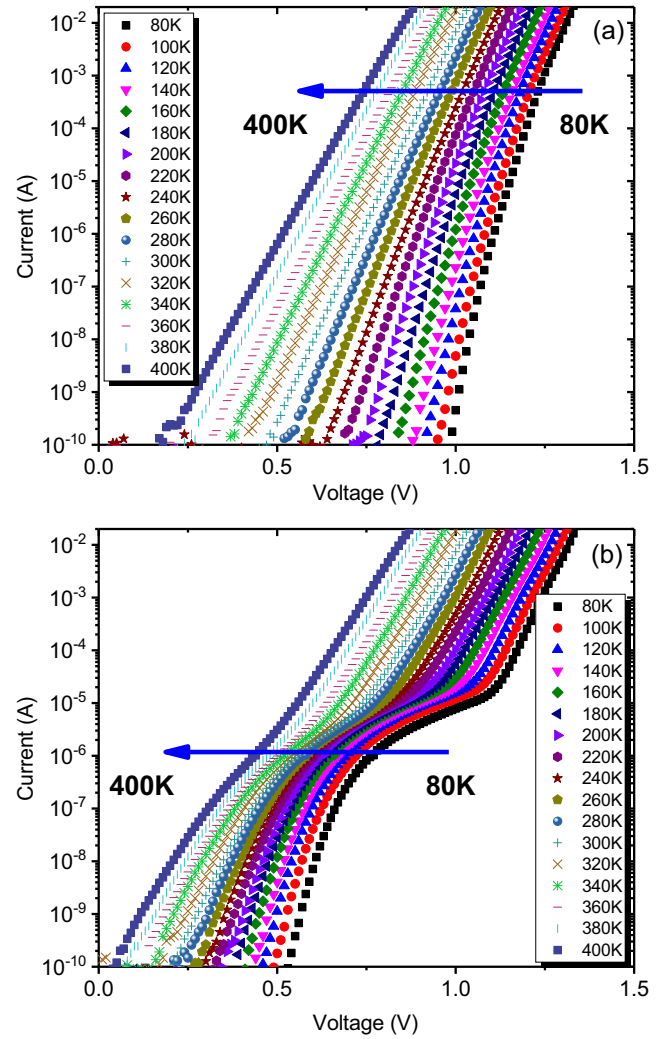 (a)
10⁻²
10⁻³
10⁻⁴
10⁻⁵
10⁻⁶
10⁻⁷
10⁻⁸
10⁻⁹
10⁻¹⁰
Current (A)
80K
100K
120K
140K
160K
180K
200K
220K
240K
260K
280K
300K
320K
340K
360K
380K
400K
400K 80K
0.0 0.5 1.0 1.5
Voltage (V)
(b)
10⁻²
10⁻³
10⁻⁴
10⁻⁵
10⁻⁶
10⁻⁷
10⁻⁸
10⁻⁹
10⁻¹⁰
Current (A)
400K 80K
80K
100K
120K
140K
160K
180K
200K
220K
240K
260K
280K
300K
320K
340K
360K
380K
400K
0.0 0.5 1.0 1.5
Voltage (V)